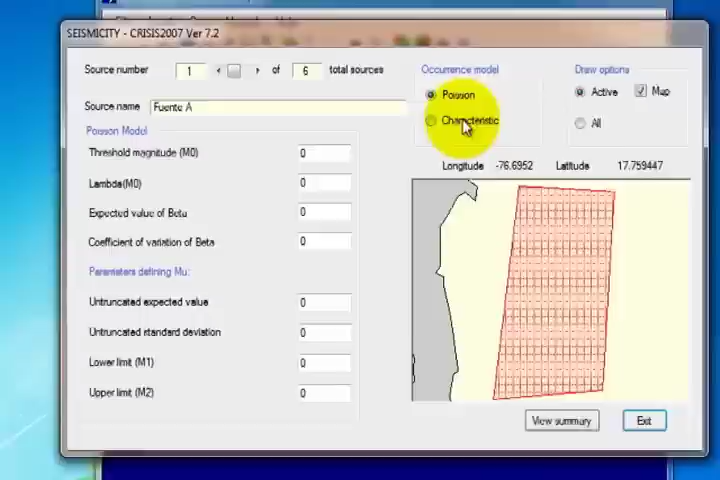 SEISMICITY - CRISIS2007 Ver 7.2
Source number 1 of 6 total sources
Source name Fuente A
Occurrence model
Poisson
Characteristic
Draw options
Active Map
All
Poisson Model
Threshold magnitude (M0) 0
Lambda(M0) 0
Expected value of Beta 0
Coefficient of variation of Beta 0
Parameters defining Mu:
Untruncated expected value 0
Untruncated standard deviation 0
Lower limit (M1) 0
Upper limit (M2) 0
Longitude -76.6952 Latitude 17.759447
View summary Exit